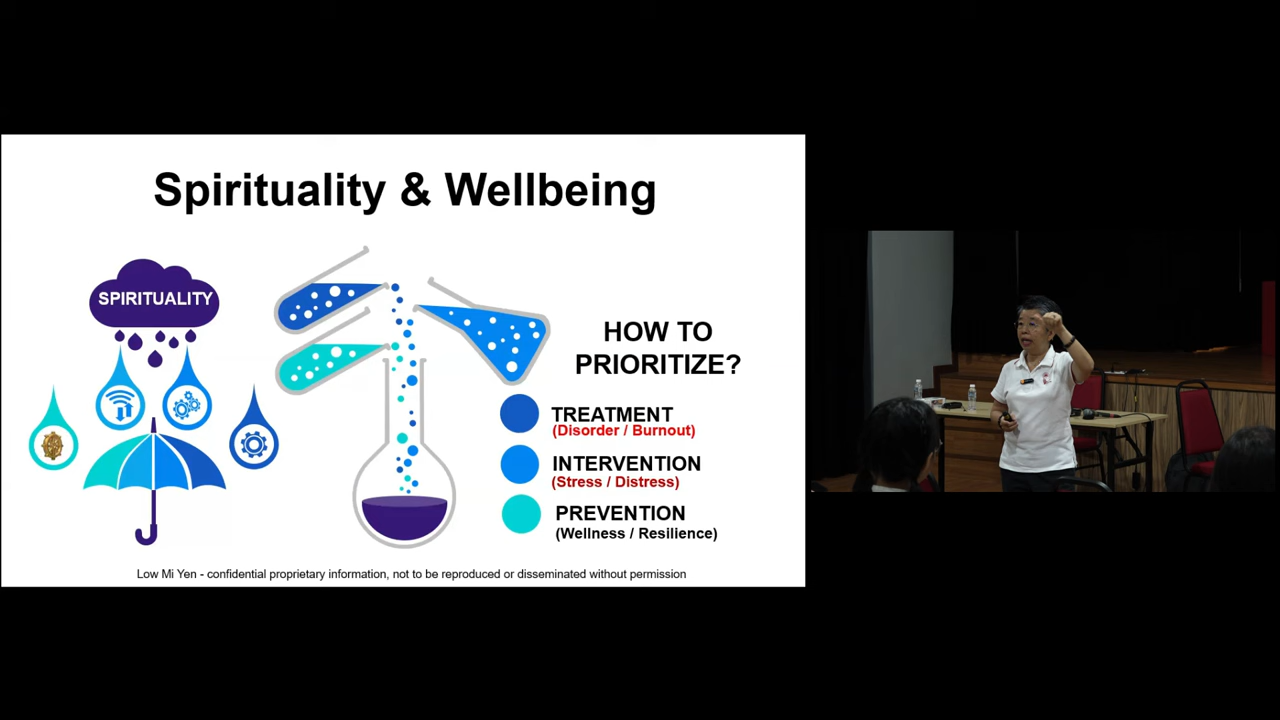 Spirituality & Wellbeing
SPIRITUALITY
HOW TO
PRIORITIZE?
TREATMENT
(Disorder / Burnout)
INTERVENTION
(Stress / Distress)
PREVENTION
(Wellness / Resilience)
Low Mi Yen - confidential proprietary information, not to be reproduced or disseminated without permission